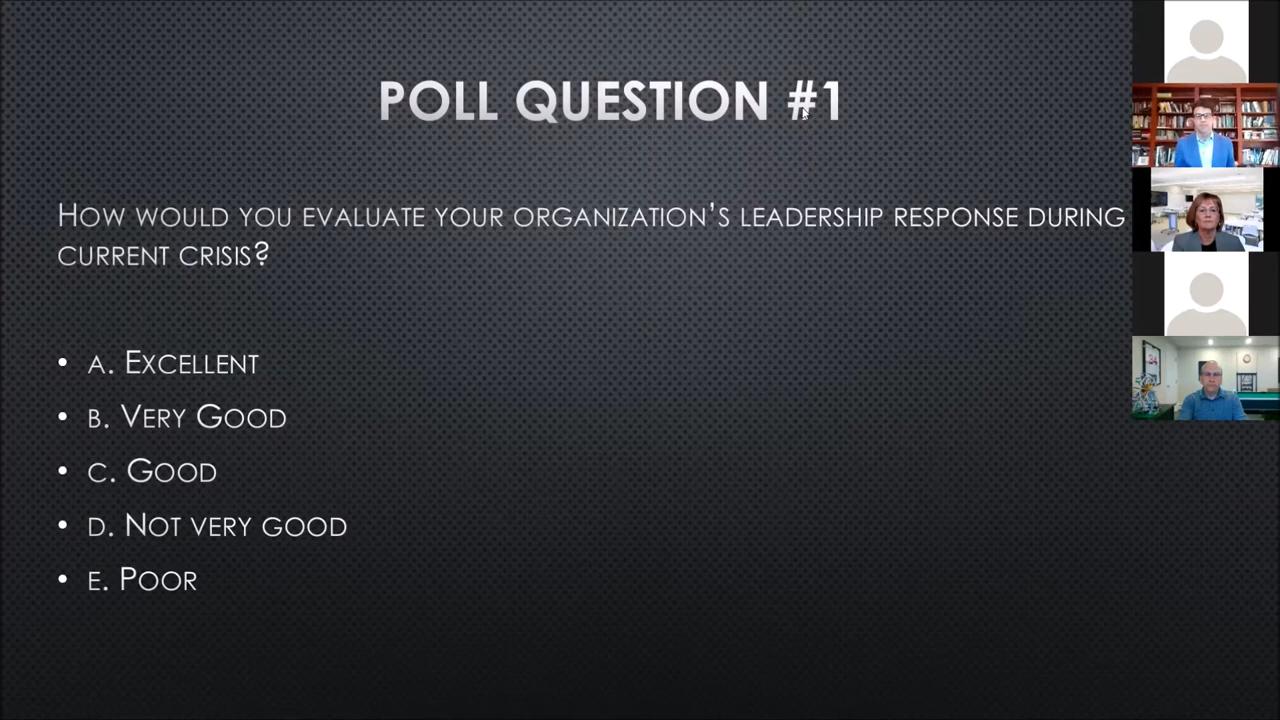 POLL QUESTION #1
HOW WOULD YOU EVALUATE YOUR ORGANIZATION'S LEADERSHIP RESPONSE DURING
CURRENT CRISIS?
• A. EXCELLENT
• B. VERY GOOD
• C. GOOD
• D. NOT VERY GOOD
• E. POOR